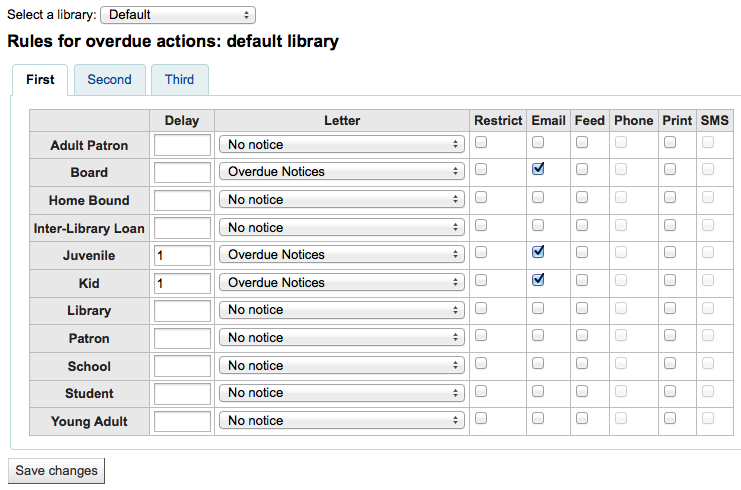 Select a library: Default
Rules for overdue actions: default library
First Second Third
Delay Letter Restrict Email Feed Phone Print SMS
Adult Patron No notice
Board Overdue Notices
Home Bound No notice
Inter-Library Loan No notice
Juvenile 1 Overdue Notices
Kid 1 Overdue Notices
Library No notice
Patron No notice
School No notice
Student No notice
Young Adult No notice
Save changes